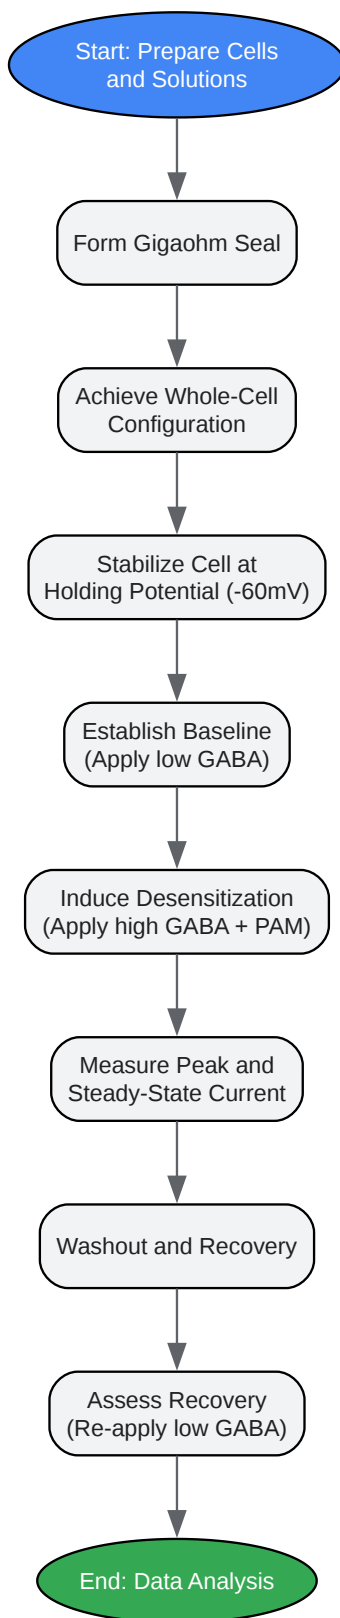 Start: Prepare Cells
and Solutions
Form Gigaohm Seal
Achieve Whole-Cell
Configuration
Stabilize Cell at
Holding Potential (-60mV)
Establish Baseline
(Apply low GABA)
Induce Desensitization
(Apply high GABA + PAM)
Measure Peak and
Steady-State Current
Washout and Recovery
Assess Recovery
(Re-apply low GABA)
End: Data Analysis